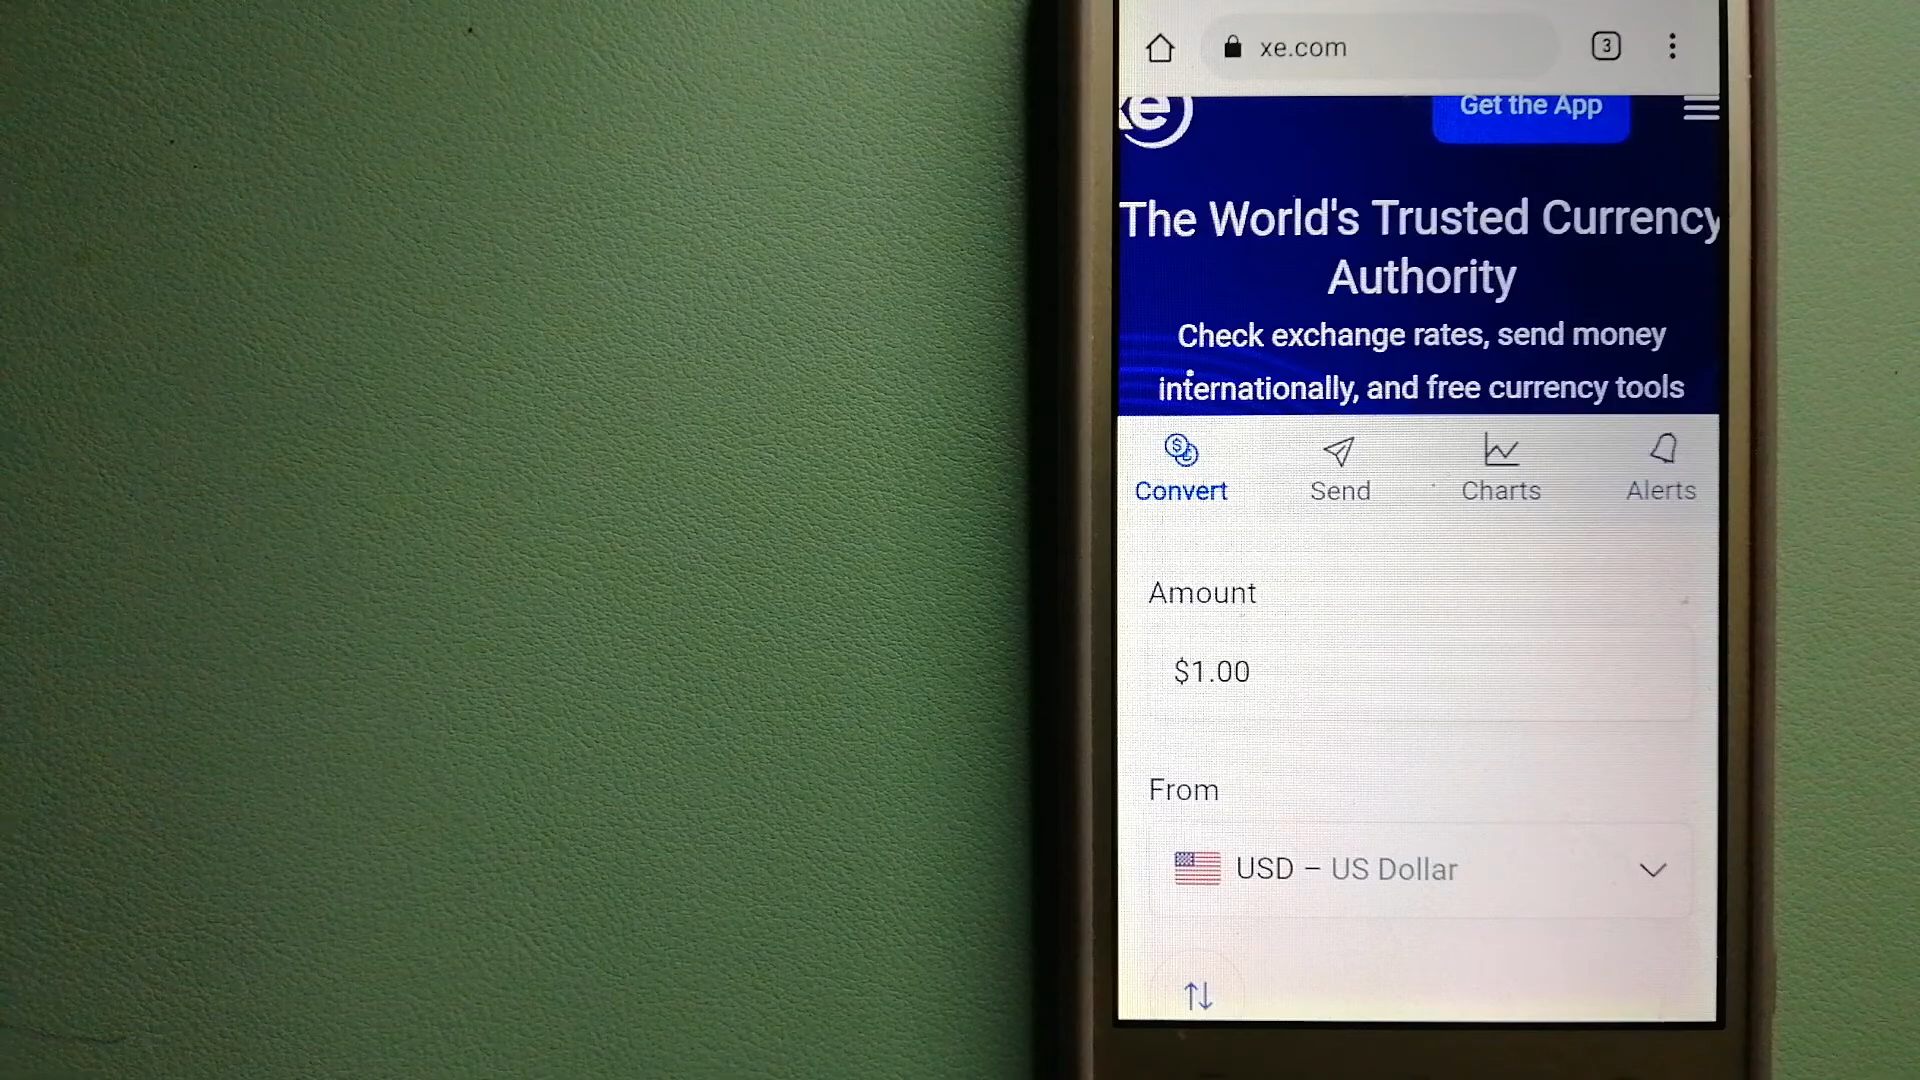 xe.com
3
xe
Get the App
The World's Trusted Currency
Authority
Check exchange rates, send money
internationally, and free currency tools
Convert
Send
Charts
Alerts
Amount
$1.00
From
USD – US Dollar